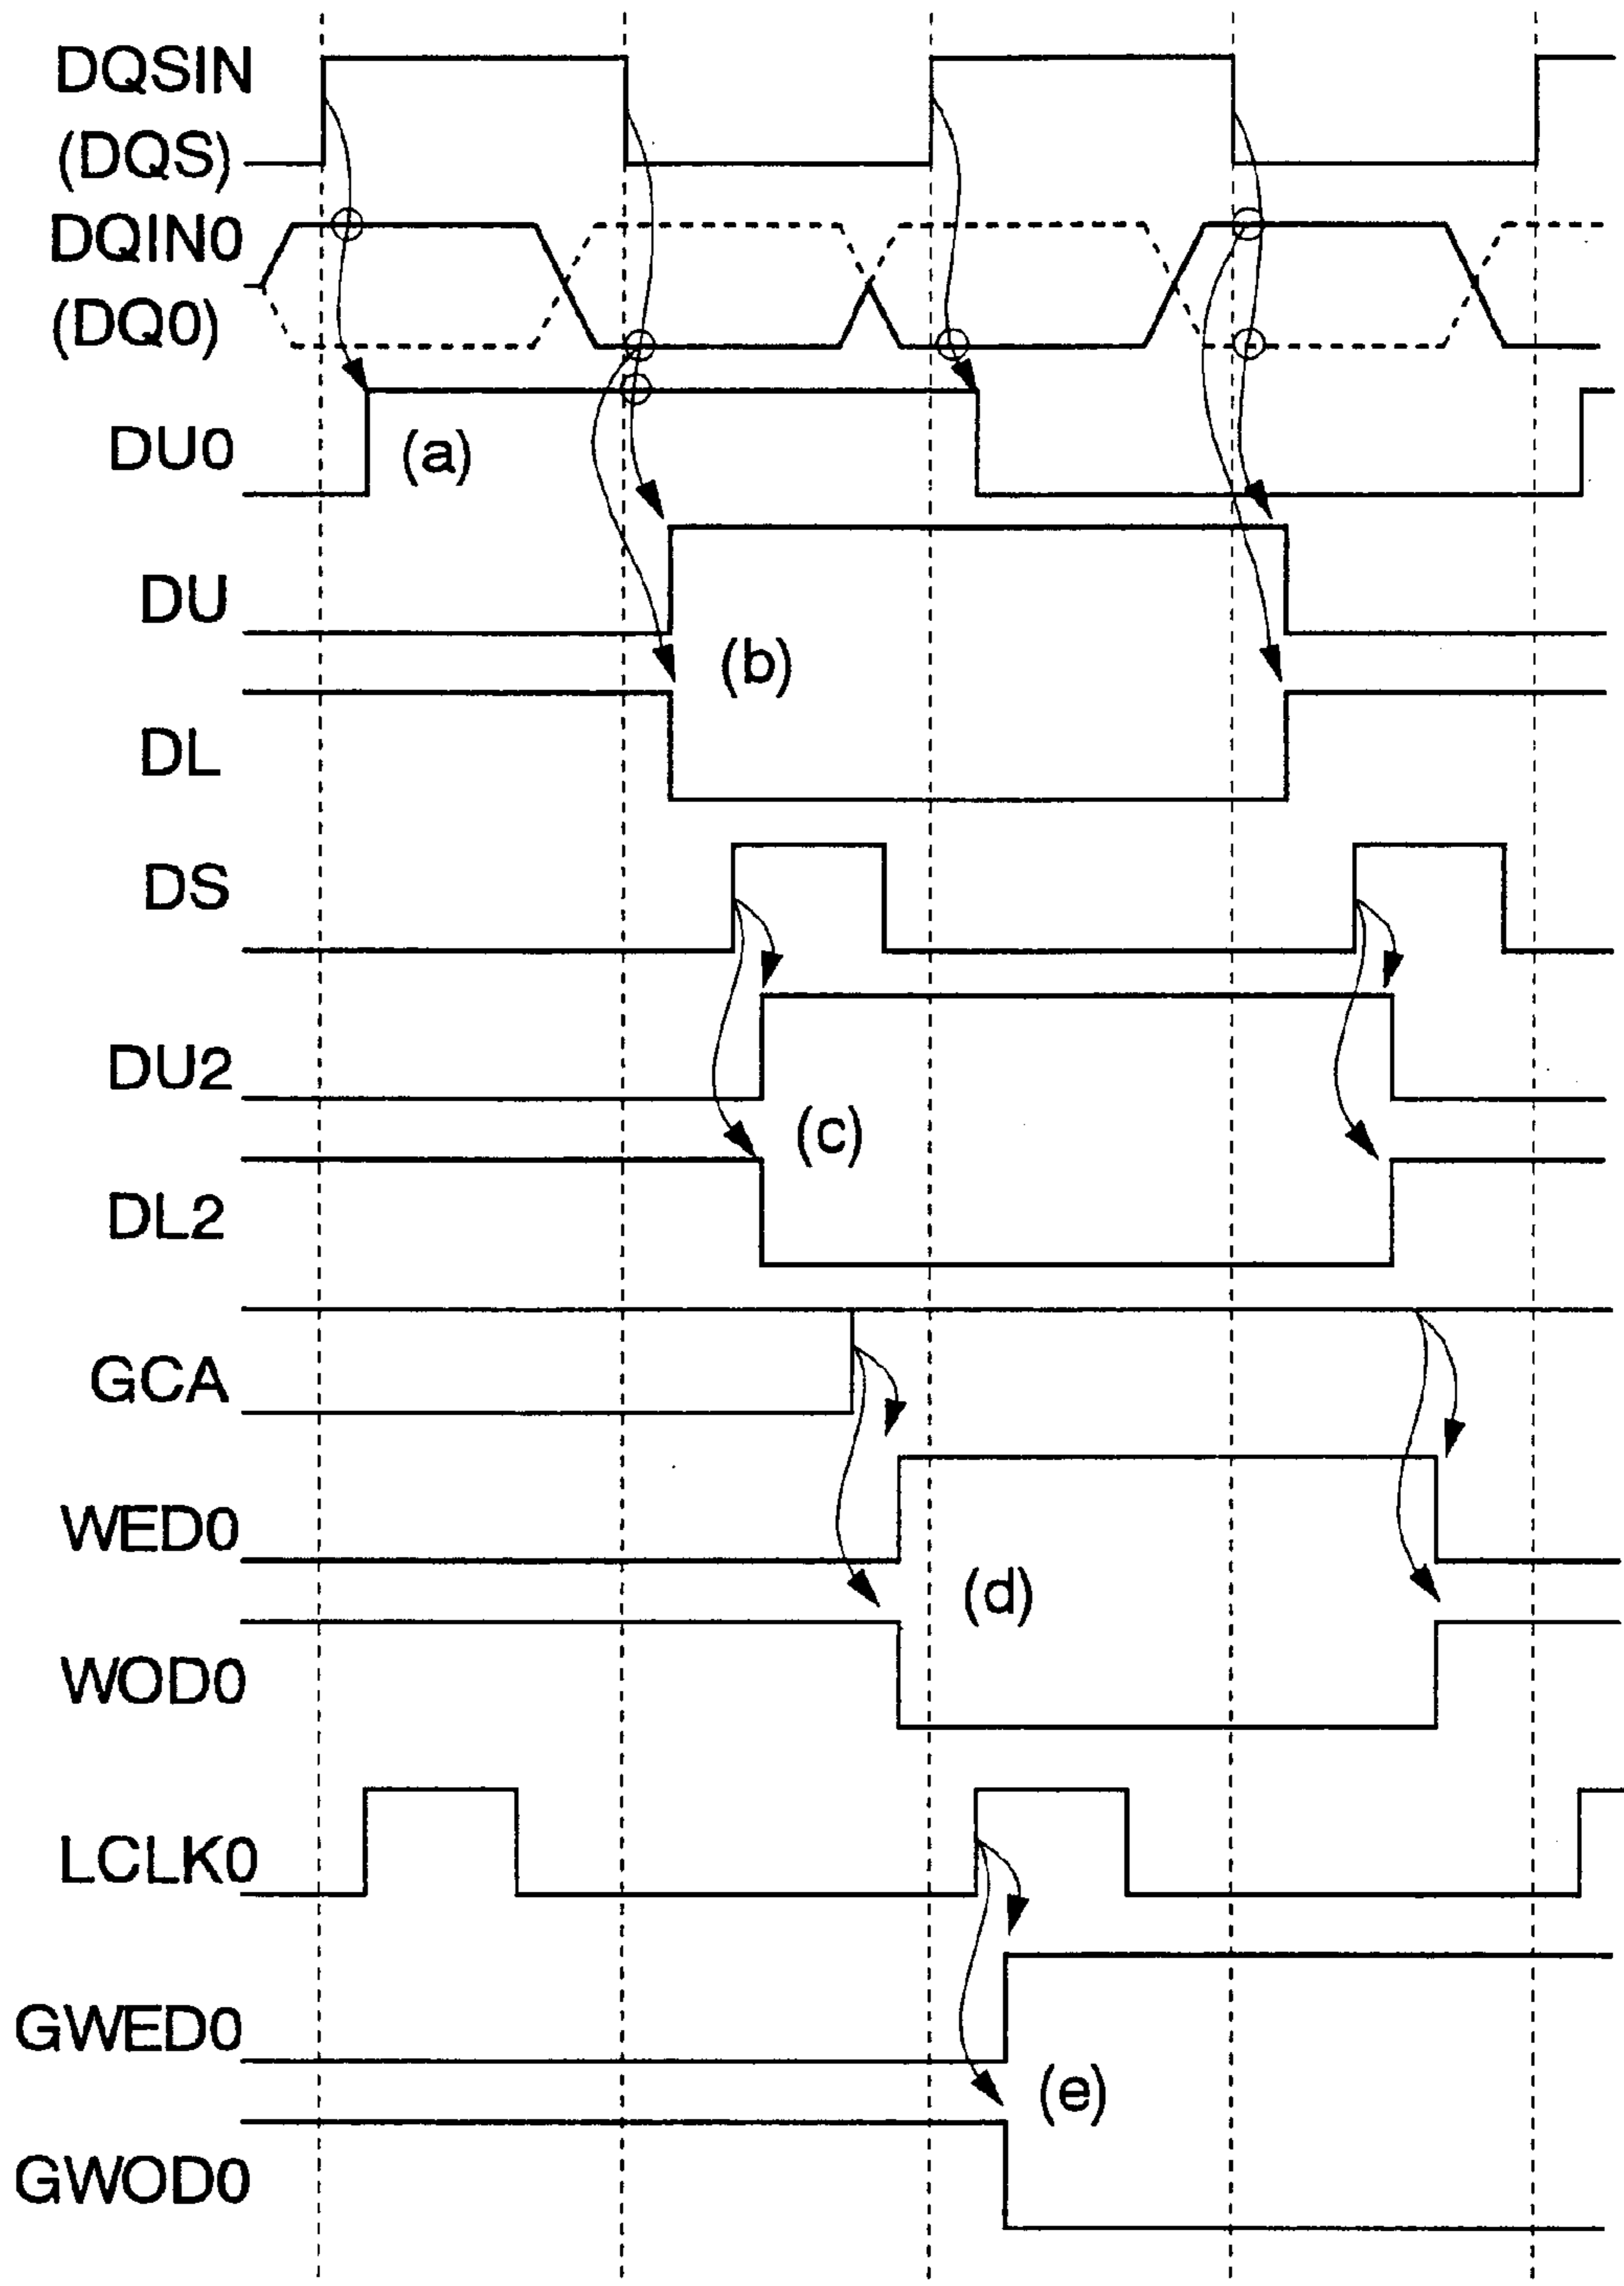 DQSIN
(DQS)
DQIN0
(DQ0)
DU0
(a)
DU
(b)
DL
DS
DU2
(c)
DL2
GCA
WED0
(d)
WOD0
LCLK0
GWED0
(e)
GWOD0